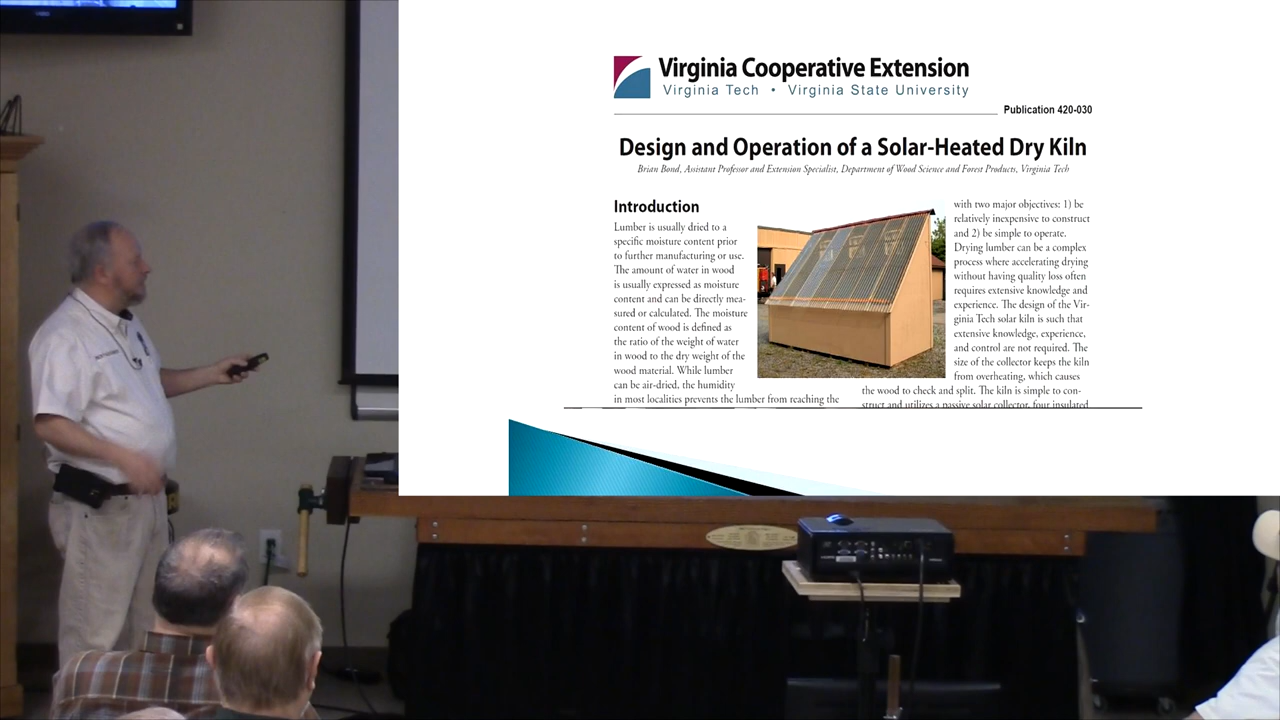 Virginia Cooperative Extension
Virginia Tech • Virginia State University
Publication 420-030
Design and Operation of a Solar-Heated Dry Kiln
Brian Bond, Assistant Professor and Extension Specialist, Department of Wood Science and Forest Products, Virginia Tech
Introduction
Lumber is usually dried to a
specific moisture content prior
to further manufacturing or use.
The amount of water in wood
is usually expressed as moisture
content and can be directly mea-
sured or calculated. The moisture
content of wood is defined as
the ratio of the weight of water
in wood to the dry weight of the
wood material. While lumber
can be air-dried, the humidity
in most localities prevents the lumber from reaching the
with two major objectives: 1) be
relatively inexpensive to construct
and 2) be simple to operate.
Drying lumber can be a complex
process where accelerating drying
without having quality loss often
requires extensive knowledge and
experience. The design of the Vir-
ginia Tech solar kiln is such that
extensive knowledge, experience,
and control are not required. The
size of the collector keeps the kiln
from overheating, which causes
the wood to check and split. The kiln is simple to con-
struct and utilizes a passive solar collector, four insulated